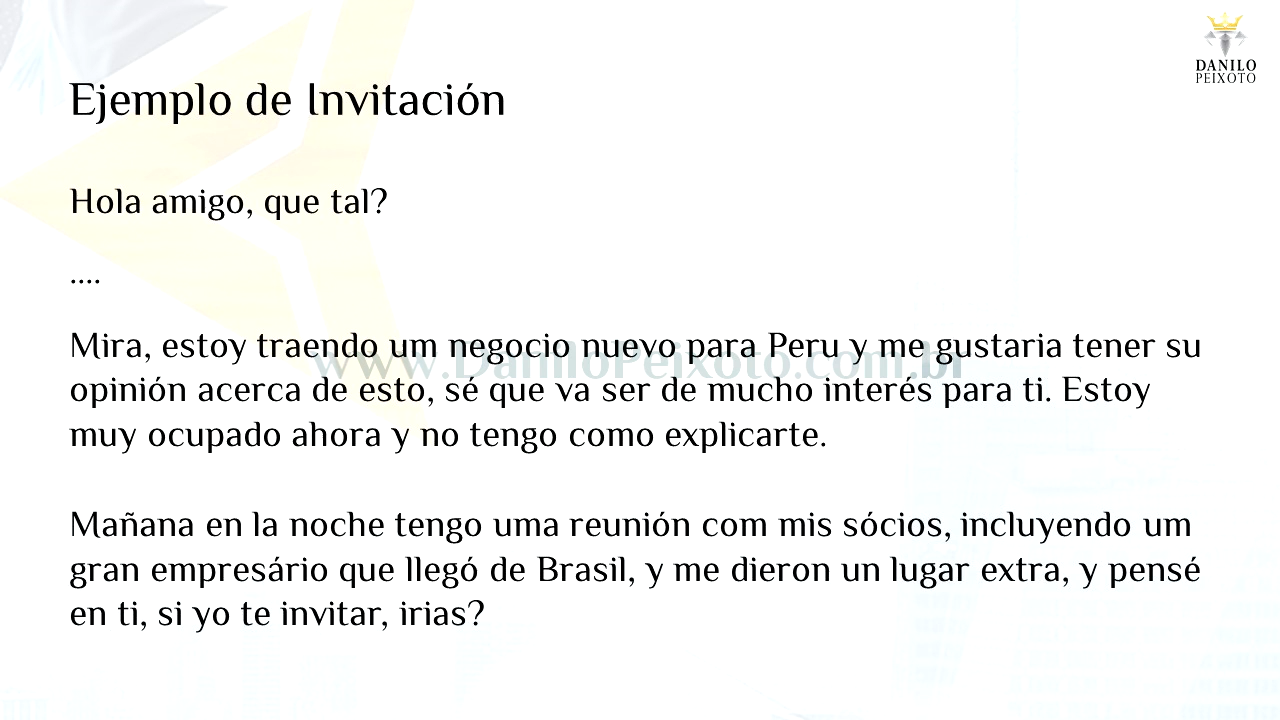 DANILO
PEIXOTO
Ejemplo de Invitación
Hola amigo, que tal?
....
Mira, estoy traendo um negocio nuevo para Peru y me gustaria tener su
opinión acerca de esto, sé que va ser de mucho interés para ti. Estoy
muy ocupado ahora y no tengo como explicarte.
www.DaniloPeixoto.com.br
Mañana en la noche tengo uma reunión com mis sócios, incluyendo um
gran empresário que llegó de Brasil, y me dieron un lugar extra, y pensé
en ti, si yo te invitar, irias?